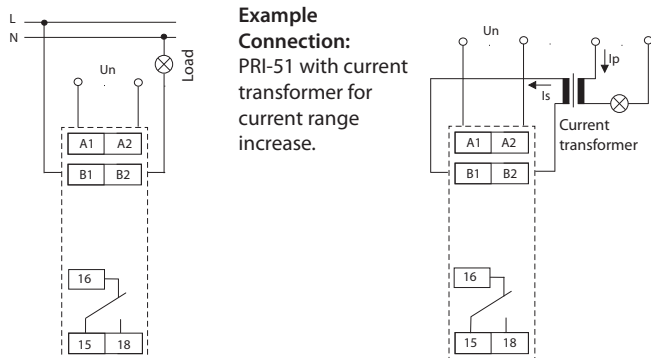 L
N
Un
Load
A1 A2
B1 B2
16
15 18
Example
Connection:
PRI-51 with current
transformer for
current range
increase.
Un
Ip
Is
Current
transformer
A1 A2
B1 B2
16
15 18